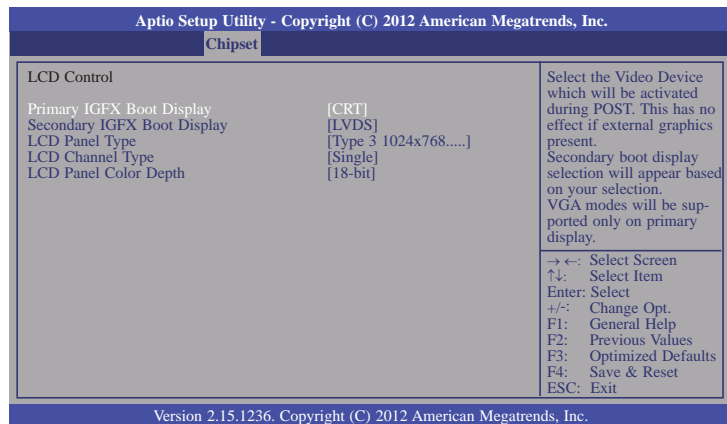 Aptio Setup Utility - Copyright (C) 2012 American Megatrends, Inc.
Chipset
LCD Control
Primary IGFX Boot Display [CRT]
Secondary IGFX Boot Display [LVDS]
LCD Panel Type [Type 3 1024x768.....]
LCD Channel Type [Single]
LCD Panel Color Depth [18-bit]
Select the Video Device
which will be activated
during POST. This has no
effect if external graphics
present.
Secondary boot display
selection will appear based
on your selection.
VGA modes will be sup-
ported only on primary
display.
→ ←: Select Screen
↑↓: Select Item
Enter: Select
+/-: Change Opt.
F1: General Help
F2: Previous Values
F3: Optimized Defaults
F4: Save & Reset
ESC: Exit
Version 2.15.1236. Copyright (C) 2012 American Megatrends, Inc.